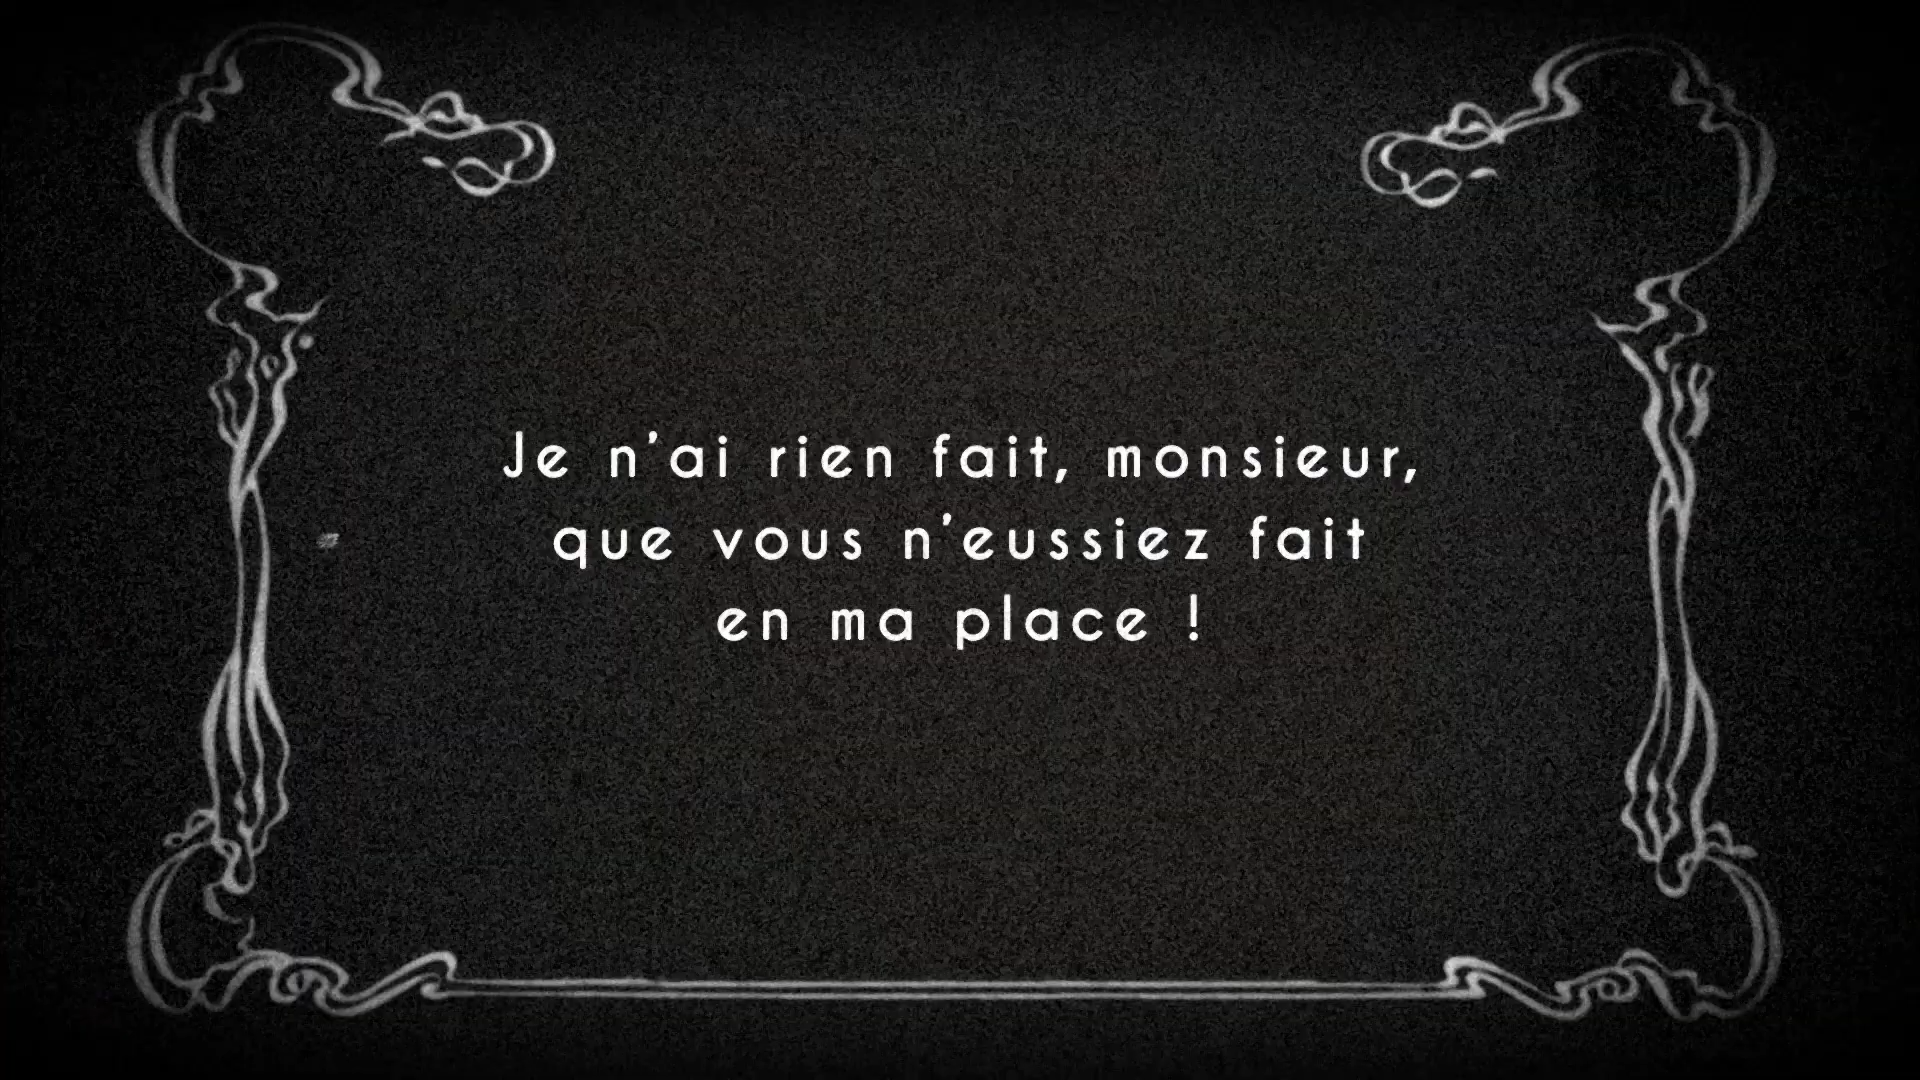 Je n’ai rien fait, monsieur,
que vous n’eussiez fait
en ma place !